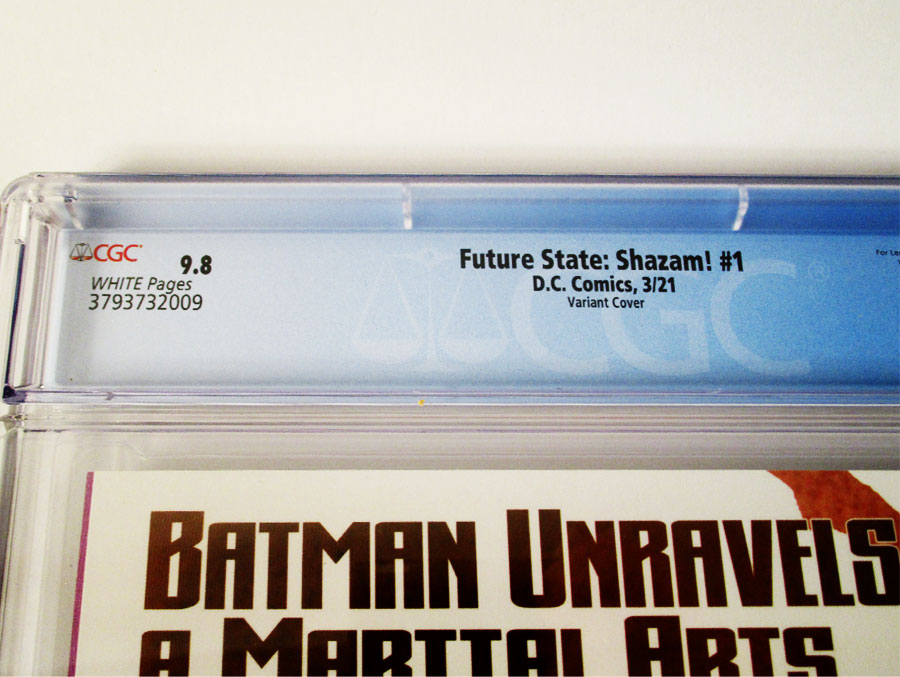 CGC
9.8
WHITE Pages
3793732009
Future State: Shazam! #1
D.C. Comics, 3/21
Variant Cover
CGC
BATMAN UNRAVELS
A MARTIAL ARTS